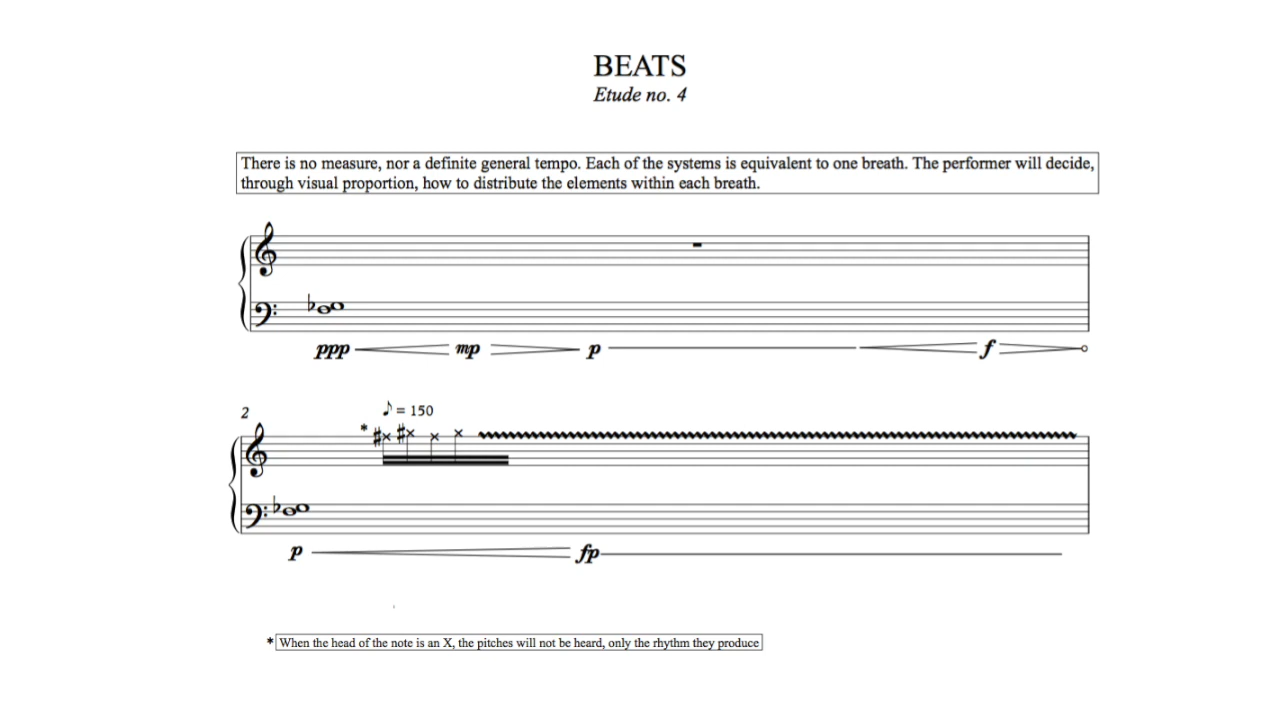 BEATS
Etude no. 4
There is no measure, nor a definite general tempo. Each of the systems is equivalent to one breath. The performer will decide,
through visual proportion, how to distribute the elements within each breath.
ppp mp p f
2
♪ = 150
*
p fp
* When the head of the note is an X, the pitches will not be heard, only the rhythm they produce